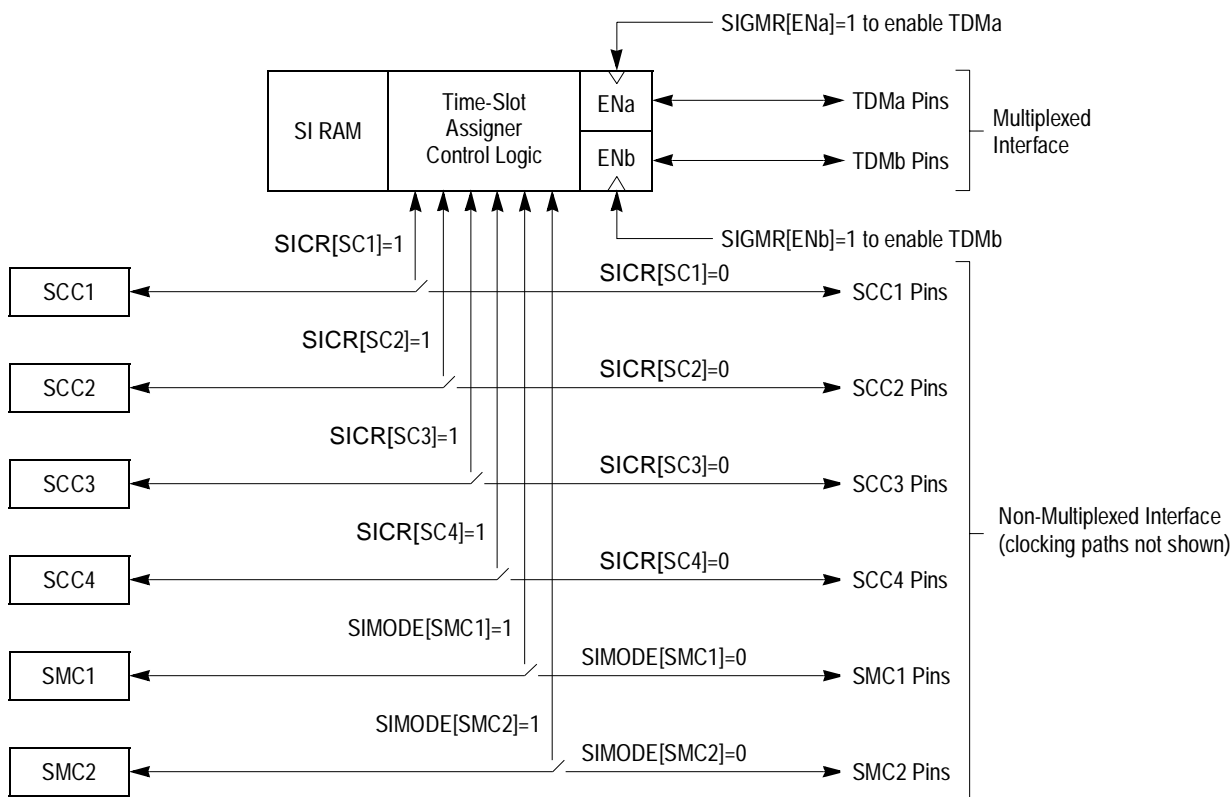 SIGMR[ENa]=1 to enable TDMa
SI RAM
Time-Slot
Assigner
Control Logic
ENa
ENb
TDMa Pins
TDMb Pins
Multiplexed
Interface
SIGMR[ENb]=1 to enable TDMb
SICR[SC1]=1
SCC1
SICR[SC1]=0
SCC1 Pins
SICR[SC2]=1
SCC2
SICR[SC2]=0
SCC2 Pins
SICR[SC3]=1
SCC3
SICR[SC3]=0
SCC3 Pins
SICR[SC4]=1
SCC4
SICR[SC4]=0
SCC4 Pins
Non-Multiplexed Interface
(clocking paths not shown)
SIMODE[SMC1]=1
SMC1
SIMODE[SMC1]=0
SMC1 Pins
SIMODE[SMC2]=1
SMC2
SIMODE[SMC2]=0
SMC2 Pins